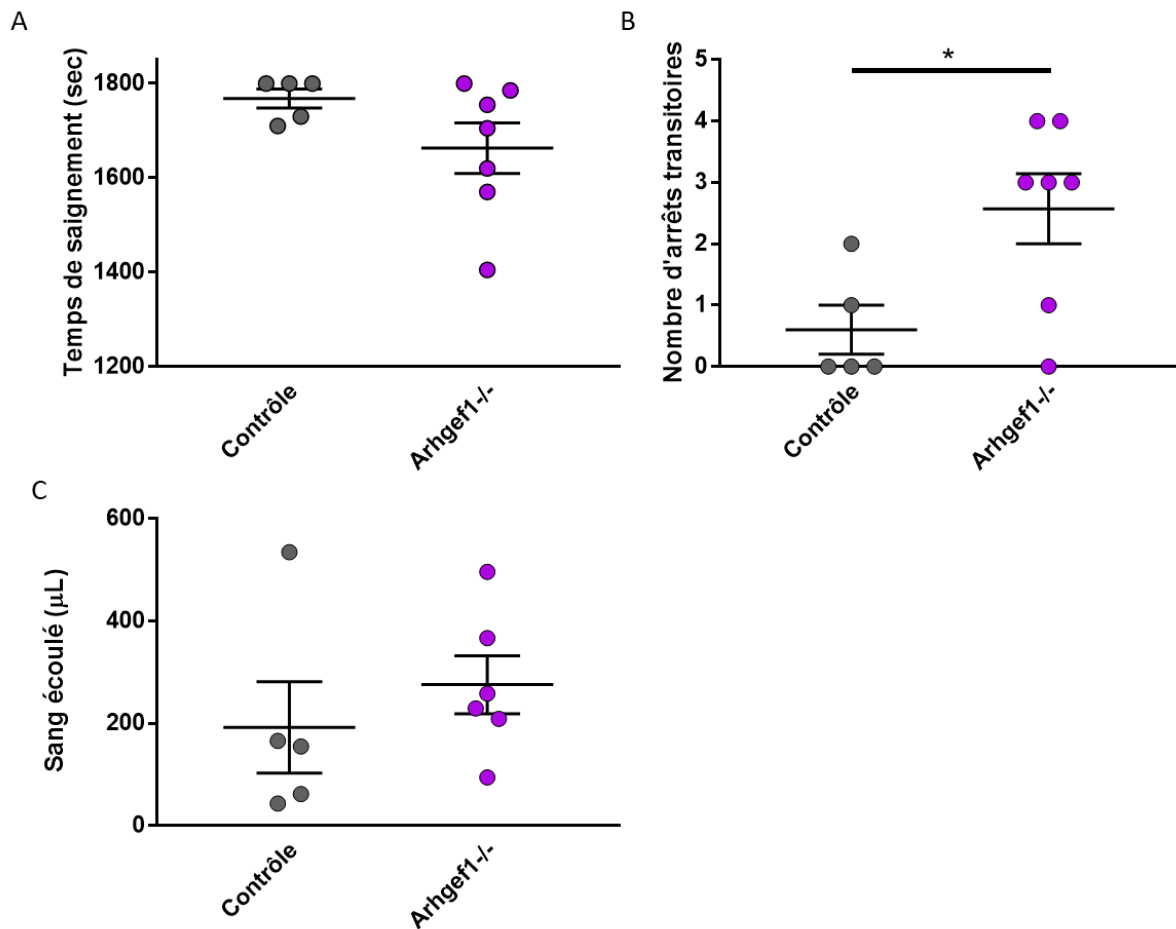 A
Temps de saignement (sec)
1800
1600
1400
1200
Contrôle
Arhgef1-/-
B
Nombre d'arrêts transitoires
5
4
3
2
1
0
*
Contrôle
Arhgef1-/-
C
Sang écoulé (µL)
600
400
200
0
Contrôle
Arhgef1-/-